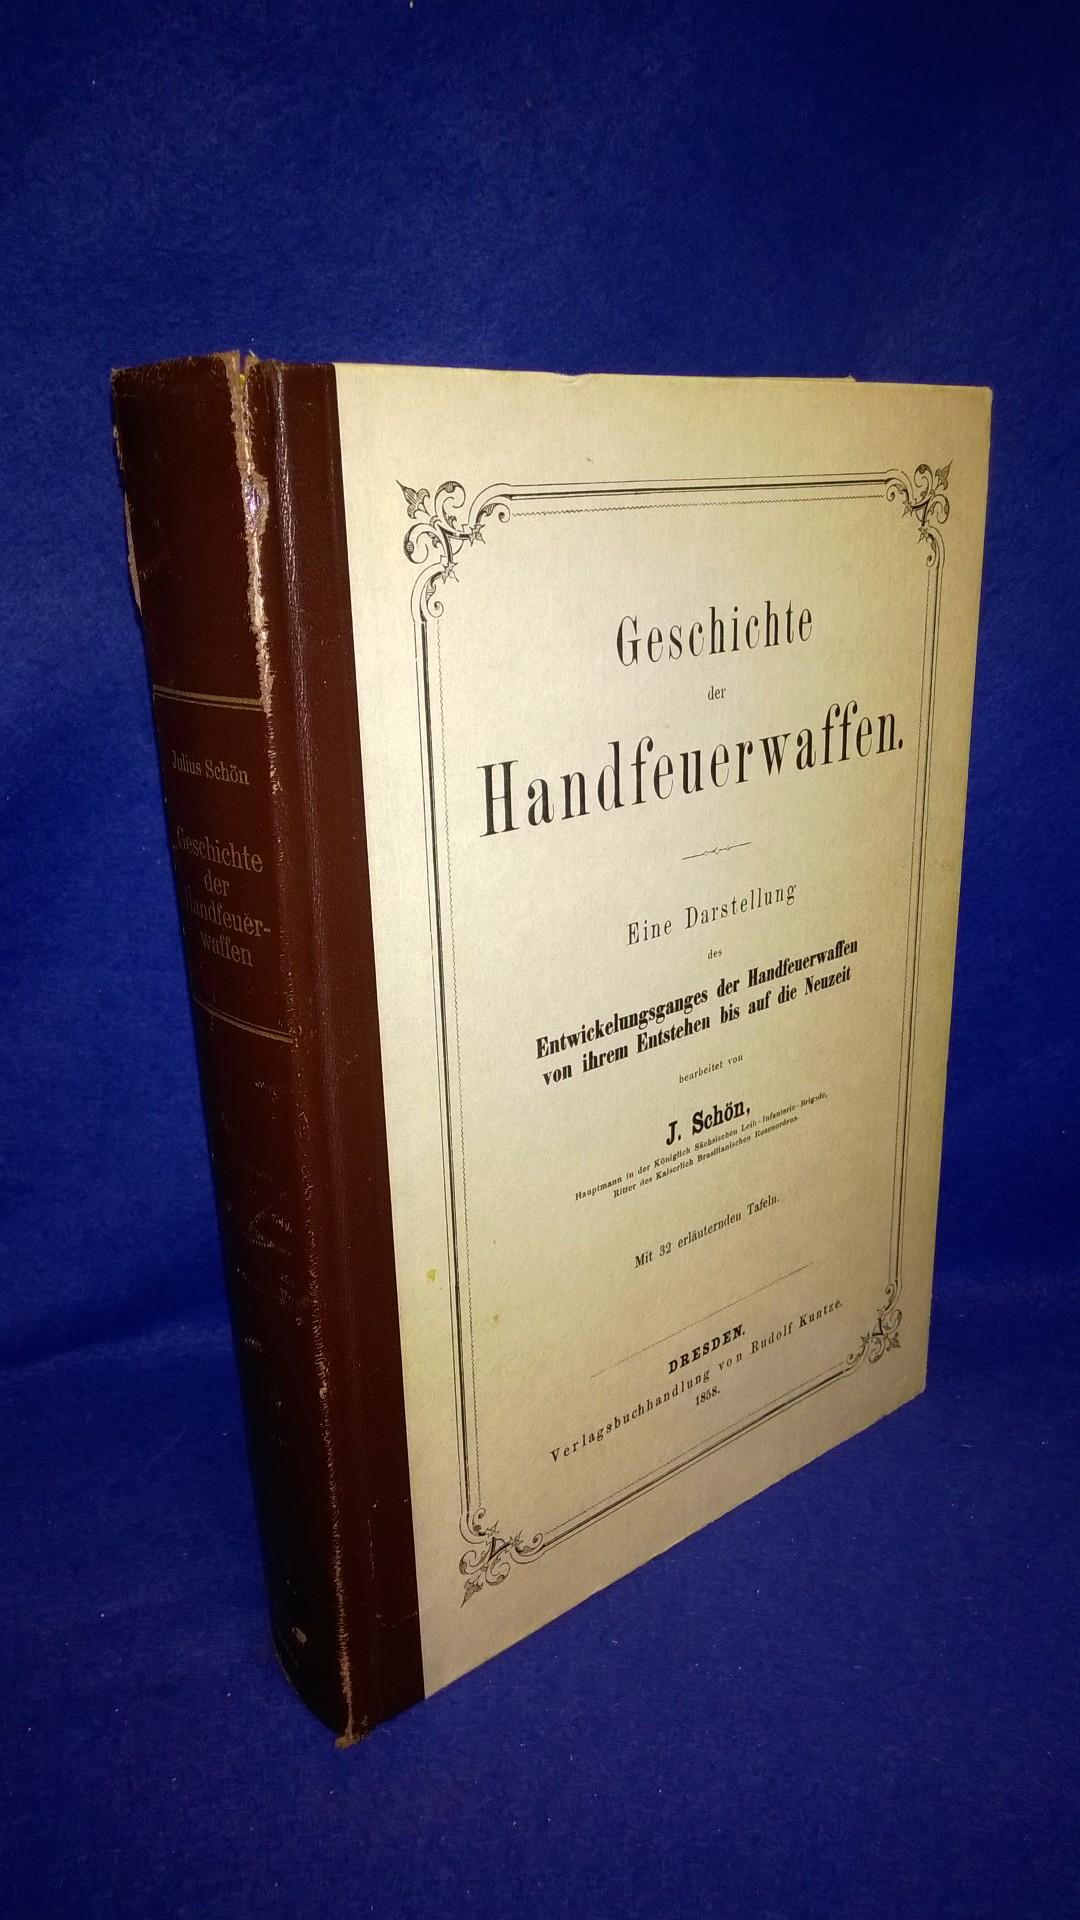 Julius Schön
Geschichte
der
Handfeuer-
waffen
Geschichte
der
Handfeuerwaffen.
Eine Darstellung
des
Entwickelungsganges der Handfeuerwaffen
von ihrem Entstehen bis auf die Neuzeit
bearbeitet von
J. Schön,
Hauptmann in der Königlich Sächsischen Leib-Infanterie-Brigade,
Ritter des Kaiserlich Brasilianischen Rosenordens.
Mit 32 erläuternden Tafeln.
DRESDEN.
Verlagsbuchhandlung von Rudolf Kuntze.
1858.